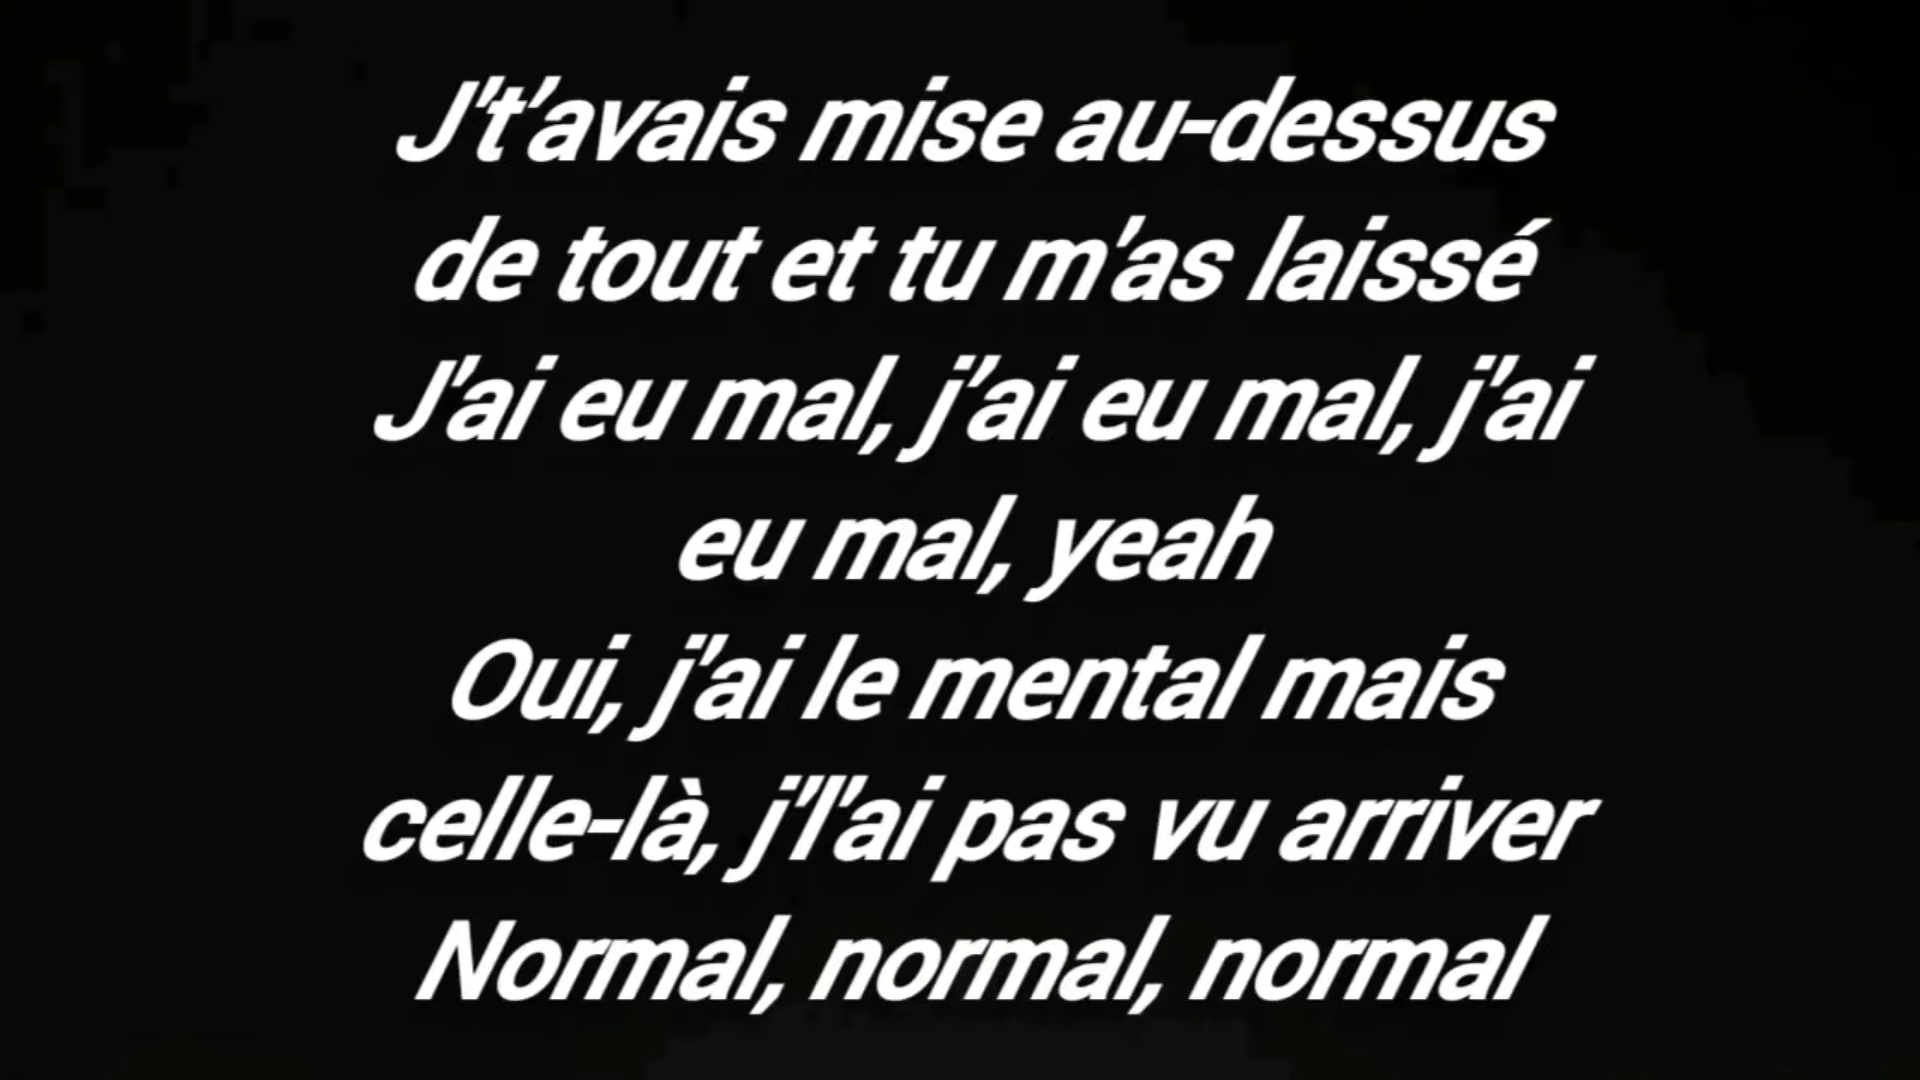 J't'avais mise au-dessus
de tout et tu m'as laissé
J'ai eu mal, j'ai eu mal, j'ai
eu mal, yeah
Oui, j'ai le mental mais
celle-là, j'l'ai pas vu arriver
Normal, normal, normal